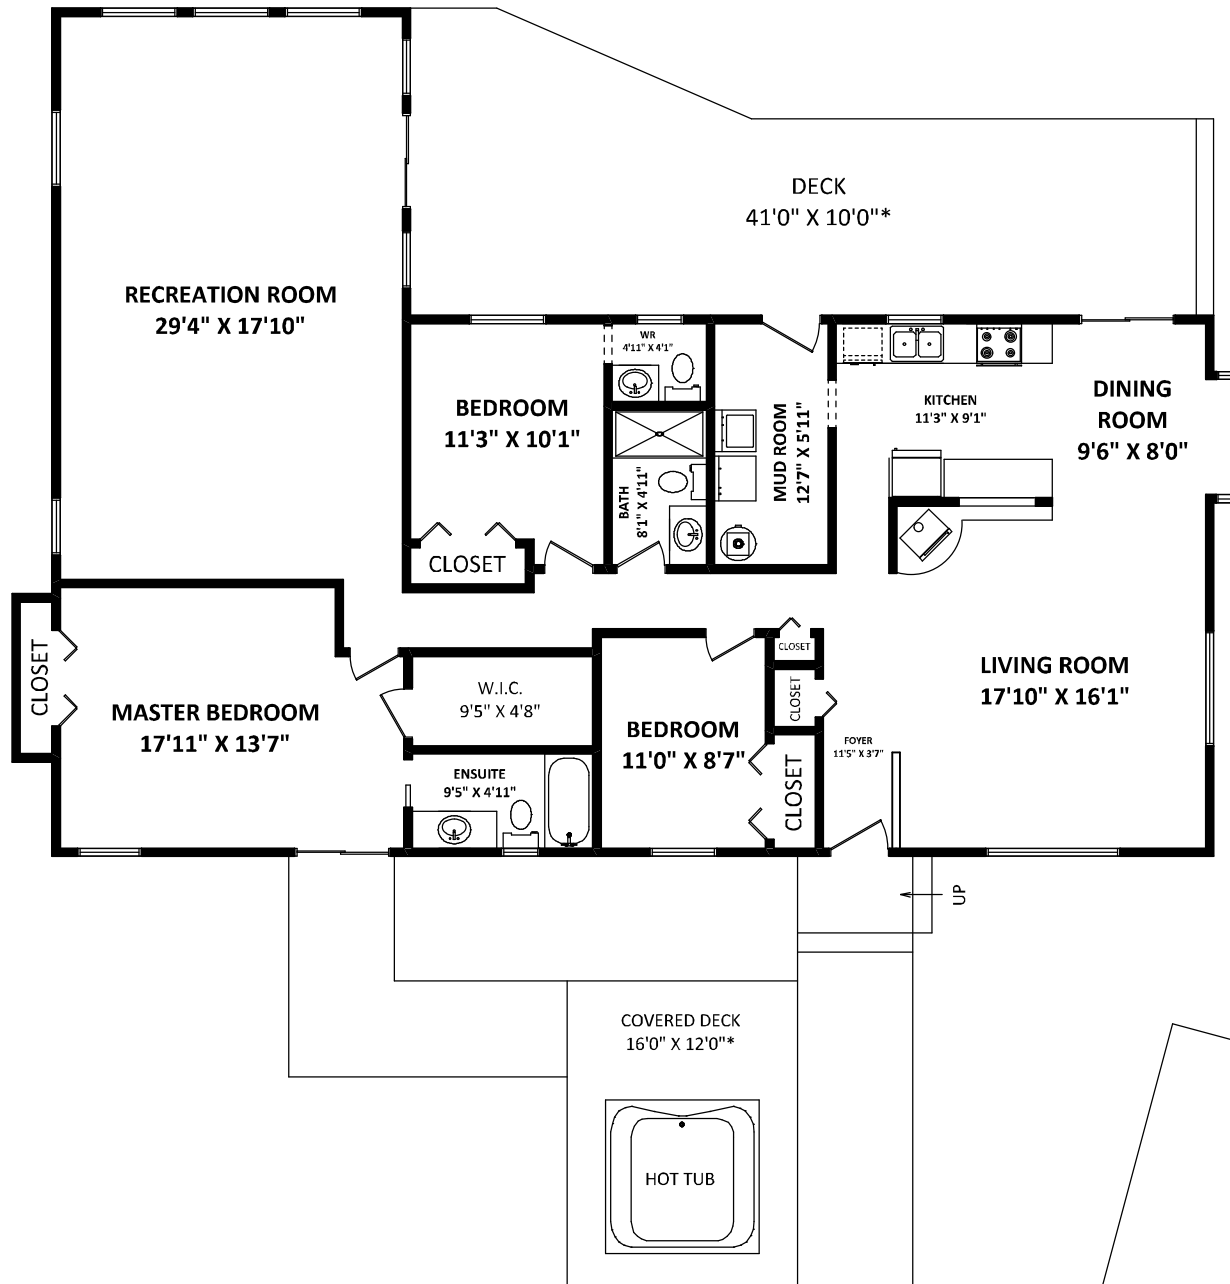 DECK
41'0" X 10'0"*
RECREATION ROOM
29'4" X 17'10"
WR
4'11" X 4'1"
BEDROOM
11'3" X 10'1"
BATH
8'1" X 4'11"
MUD ROOM
12'7" X 5'11"
KITCHEN
11'3" X 9'1"
DINING
ROOM
9'6" X 8'0"
CLOSET
CLOSET
MASTER BEDROOM
17'11" X 13'7"
W.I.C.
9'5" X 4'8"
ENSUITE
9'5" X 4'11"
BEDROOM
11'0" X 8'7"
CLOSET
CLOSET
CLOSET
FOYER
11'5" X 3'7"
LIVING ROOM
17'10" X 16'1"
UP
COVERED DECK
16'0" X 12'0"*
HOT TUB